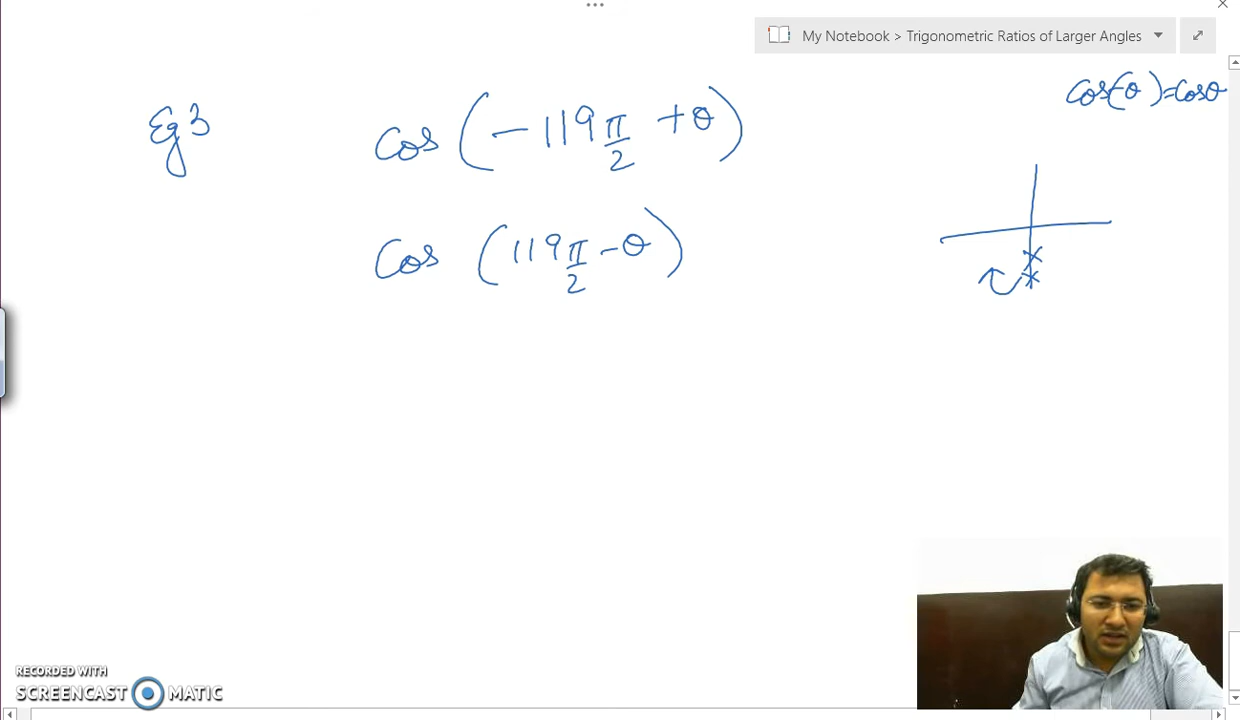 My Notebook > Trigonometric Ratios of Larger Angles
cos(-θ)=cosθ
Eg 3
cos (-119π/2 + θ)
cos (119π/2 - θ)
RECORDED WITH
SCREENCAST MATIC